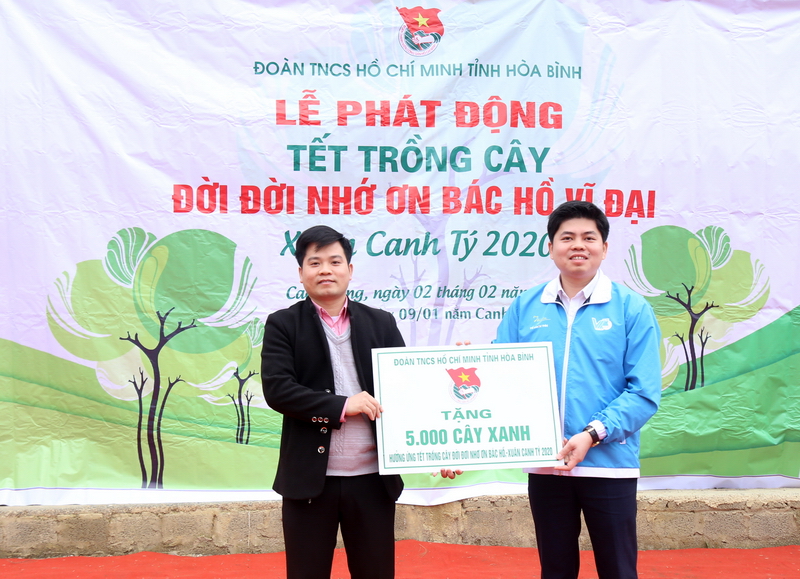 ĐOÀN TNCS HỒ CHÍ MINH TỈNH HÒA BÌNH
LỄ PHÁT ĐỘNG
TẾT TRỒNG CÂY
ĐỜI ĐỜI NHỚ ƠN BÁC HỒ VĨ ĐẠI
Xuân Canh Tý 2020
ngày 02 tháng 02 năm
09/01 năm Canh
ĐOÀN TNCS HỒ CHÍ MINH TỈNH HÒA BÌNH
TẶNG
5.000 CÂY XANH
HƯỞNG ỨNG TẾT TRỒNG CÂY ĐỜI ĐỜI NHỚ ƠN BÁC HỒ - XUÂN CANH TÝ 2020